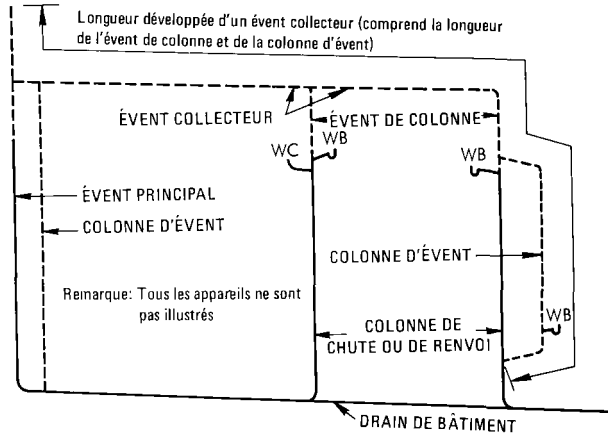 Longueur développée d'un évent collecteur (comprend la longueur
de l'évent de colonne et de la colonne d'évent)
ÉVENT COLLECTEUR
ÉVENT DE COLONNE
WC
WB
WB
ÉVENT PRINCIPAL
COLONNE D'ÉVENT
COLONNE D'ÉVENT
Remarque: Tous les appareils ne sont
pas illustrés
WB
COLONNE DE
CHUTE OU DE RENVOI
DRAIN DE BÂTIMENT